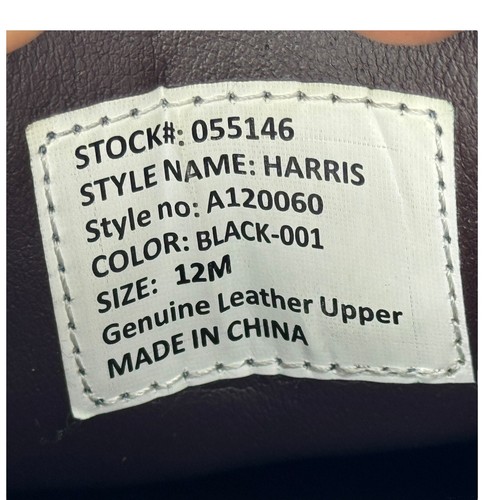 STOCK#: 055146
STYLE NAME: HARRIS
Style no: A120060
COLOR: BLACK-001
SIZE: 12M
Genuine Leather Upper
MADE IN CHINA